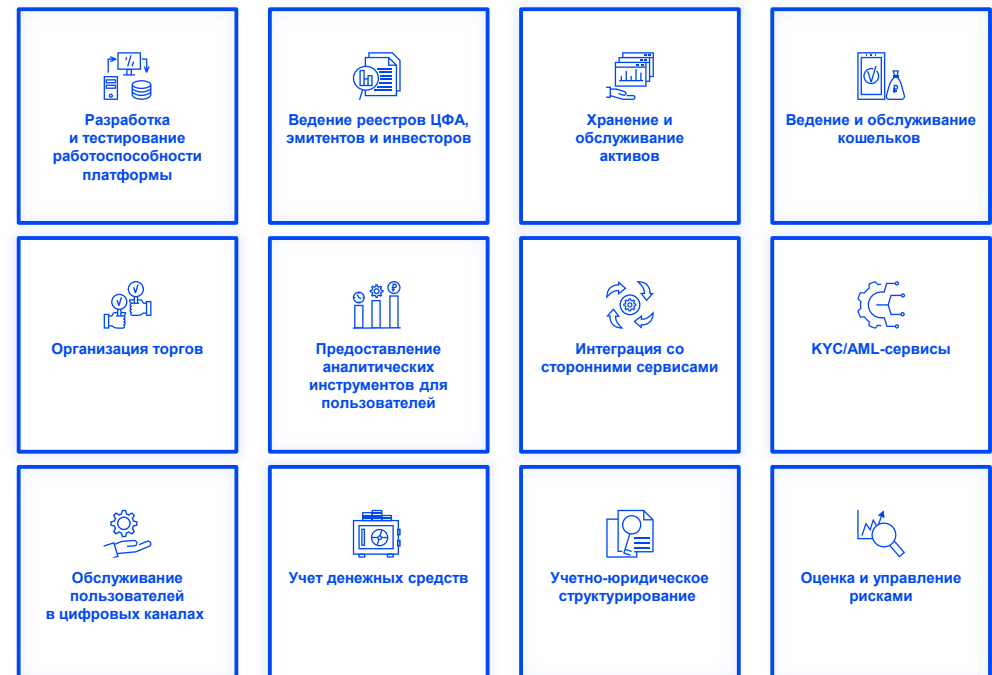 Разработка
и тестирование
работоспособности
платформы
Ведение реестров ЦФА,
эмитентов и инвесторов
Хранение и
обслуживание
активов
Ведение и обслуживание
кошельков
Организация торгов
Предоставление
аналитических
инструментов для
пользователей
Интеграция со
сторонними сервисами
KYC/AML-сервисы
Обслуживание
пользователей
в цифровых каналах
Учет денежных средств
Учетно-юридическое
структурирование
Оценка и управление
рисками